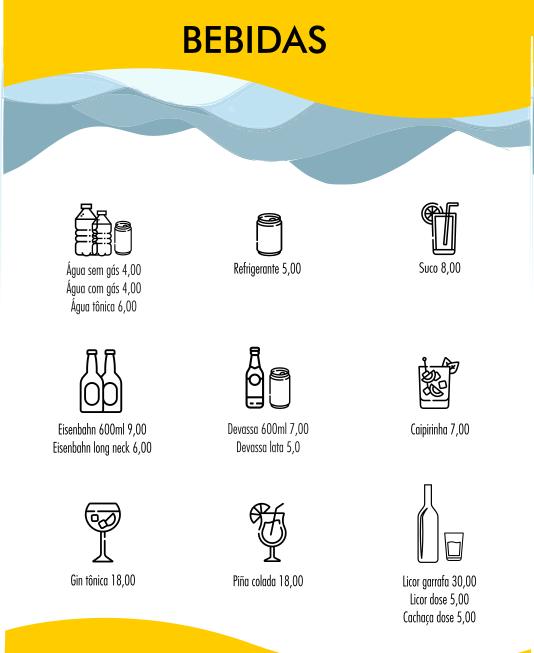 BEBIDAS
Água sem gás 4,00
Água com gás 4,00
Água tônica 6,00
Refrigerante 5,00
Suco 8,00
Eisenbahn 600ml 9,00
Eisenbahn long neck 6,00
Devassa 600ml 7,00
Devassa lata 5,0
Caipirinha 7,00
Gin tônica 18,00
Piña colada 18,00
Licor garrafa 30,00
Licor dose 5,00
Cachaça dose 5,00